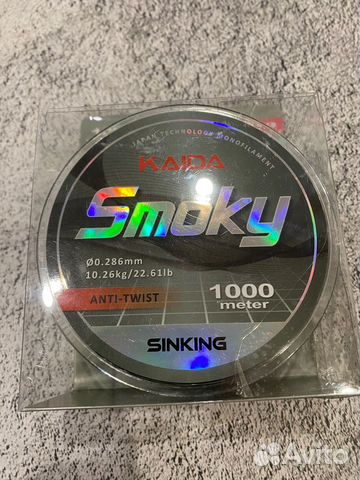 JAPAN TECHNOLOGY MONOFILAMENT
KAIDA
Smoky
Ø0.286mm
10.26kg/22.61lb
ANTI-TWIST
1000
meter
SINKING
Avito